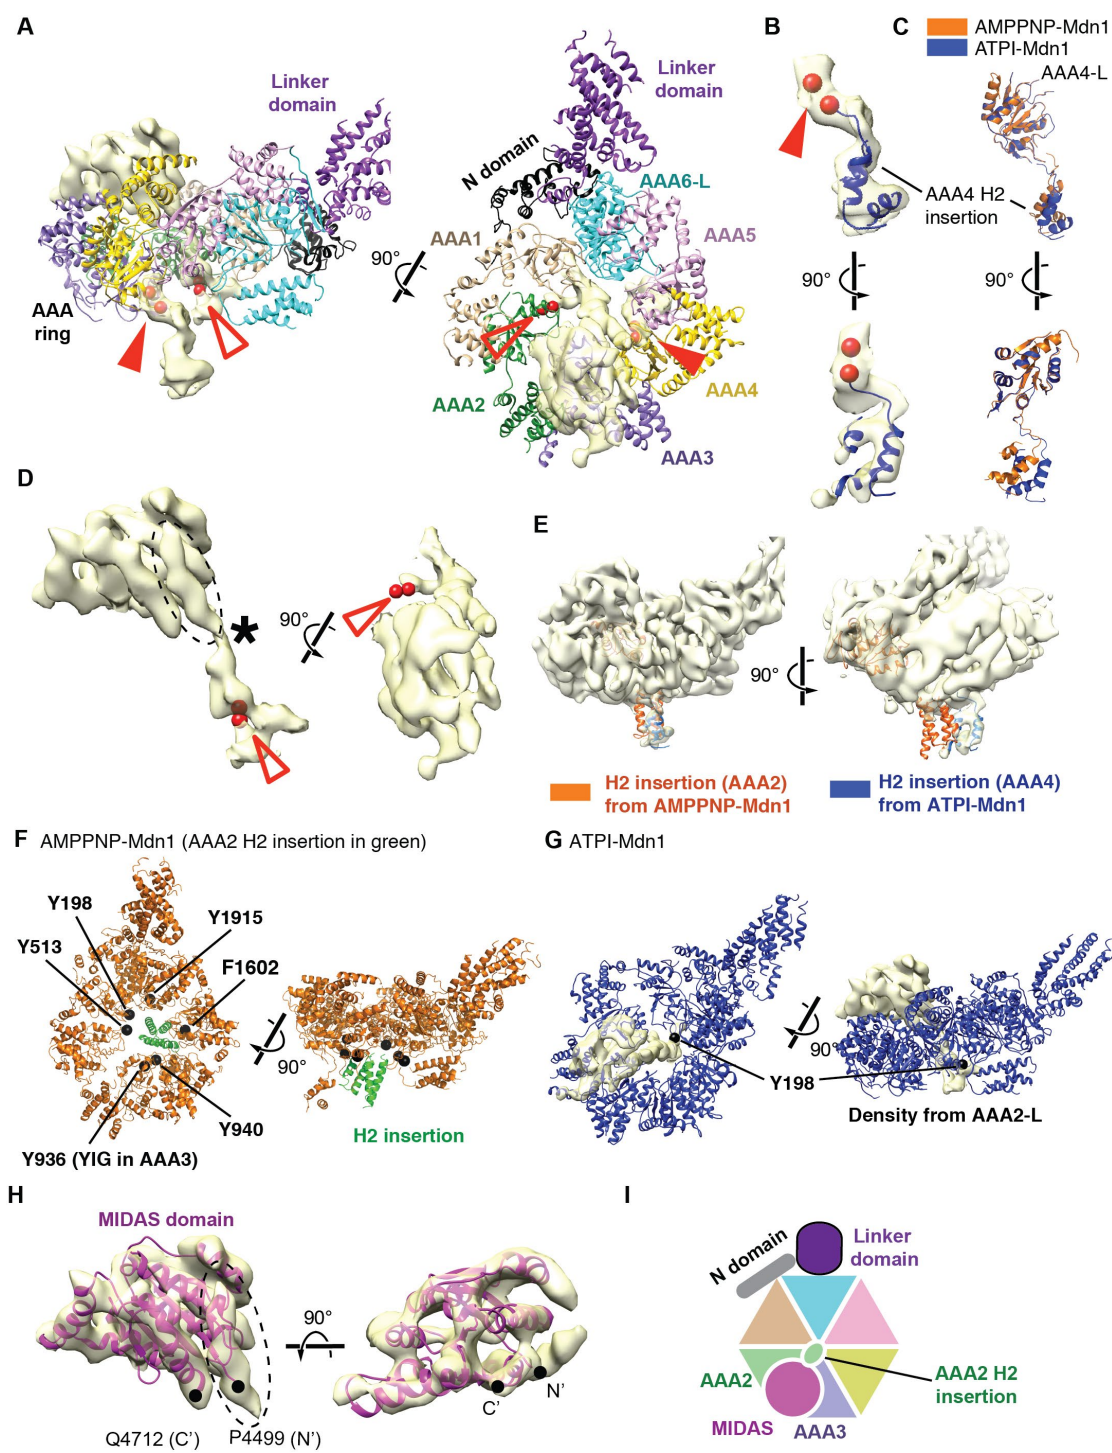 A
Linker
domain
AAA
ring
90°
Linker
domain
N domain
AAA6-L
AAA1
AAA5
AAA2
AAA4
AAA3
B
AAA4 H2
insertion
90°
C
AMPPNP-Mdn1
ATPI-Mdn1
AAA4-L
90°
D
*
90°
E
90°
H2 insertion (AAA2)
from AMPPNP-Mdn1
H2 insertion (AAA4)
from ATPI-Mdn1
F AMPPNP-Mdn1 (AAA2 H2 insertion in green)
Y198
Y1915
Y513
F1602
90°
Y940
Y936 (YIG in AAA3)
H2 insertion
G ATPI-Mdn1
90°
Y198
Density from AAA2-L
H
MIDAS domain
90°
Q4712 (C’)
P4499 (N’)
C’
N’
I
N domain
Linker
domain
AAA2
AAA2 H2
insertion
MIDAS
AAA3